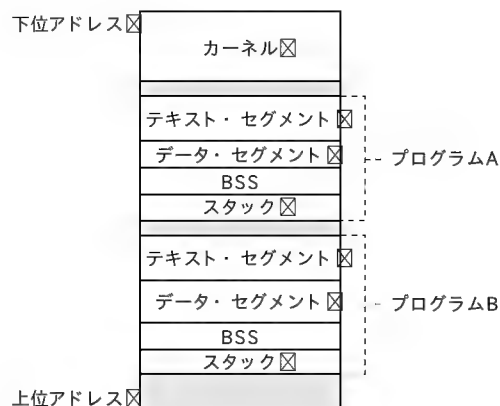 下位アドレス
カーネル
テキスト・セグメント
データ・セグメント
プログラムA
BSS
スタック
テキスト・セグメント
データ・セグメント
プログラムB
BSS
スタック
上位アドレス